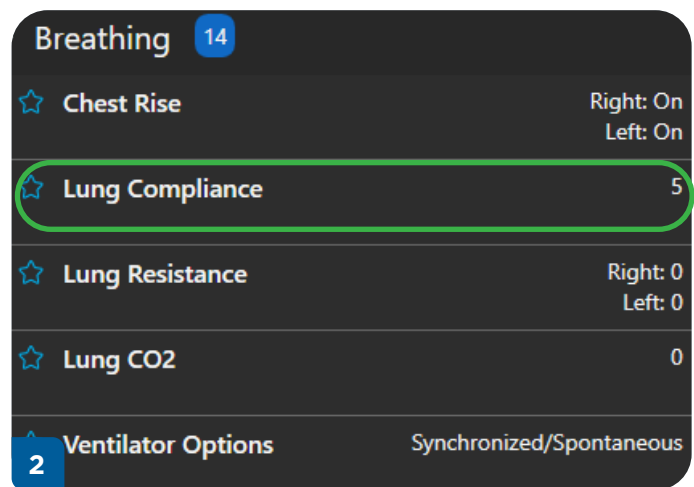 Breathing 14
Chest Rise Right: On
Left: On
Lung Compliance 5
Lung Resistance Right: 0
Left: 0
Lung CO2 0
Ventilator Options Synchronized/Spontaneous
2